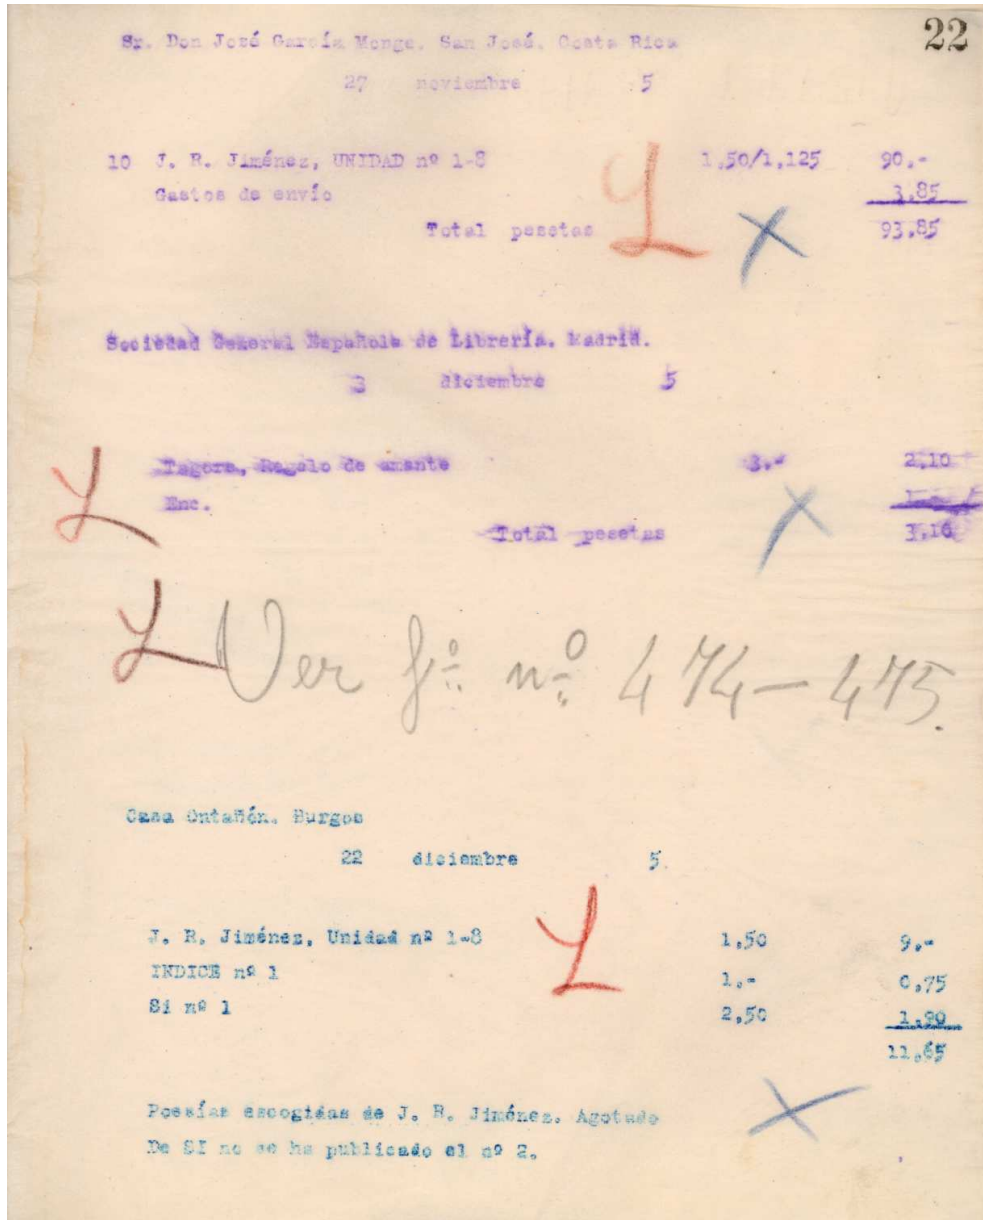 22
Sr. Don José García Monge. San José. Costa Rica
27 noviembre 5
10 J. R. Jiménez, UNIDAD nº 1-8 1,50/1,125 90.-
Gastos de envío 3,85
Total pesetas 93,85
Sociedad General Española de Librería. Madrid.
3 diciembre 5
Tagore, Regalo de amante 3.- 2,10
Enc.
Total pesetas 3,10
Ver fº nº 474-475.
Casa Ontañón. Burgos
22 diciembre 5
J. R. Jiménez, Unidad nº 1-8 1,50 9.-
INDICE nº 1 1.- 0,75
Si nº 1 2,50 1,90
11,65
Poesías escogidas de J. R. Jiménez. Agotado
De SI no se ha publicado el nº 2.